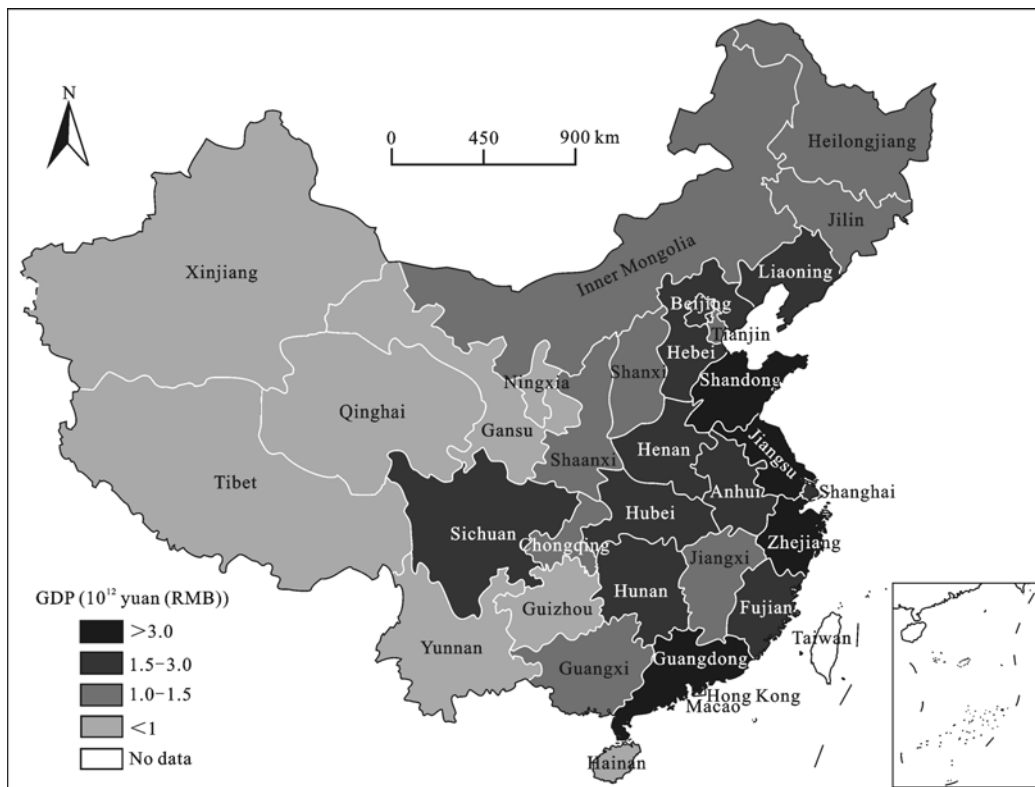 N
0 450 900 km
Heilongjiang
Jilin
Inner Mongolia
Liaoning
Xinjiang
Beijing
Tianjin
Hebei
Shanxi
Ningxia
Shandong
Qinghai
Gansu
Henan
Jiangsu
Shaanxi
Tibet
Anhui
Shanghai
Hubei
Sichuan
Chongqing
Zhejiang
Jiangxi
Hunan
Guizhou
Fujian
Yunnan
Taiwan
Guangxi
Guangdong
Hong Kong
Macao
Hainan
GDP (10¹² yuan (RMB))
>3.0
1.5−3.0
1.0−1.5
<1
No data